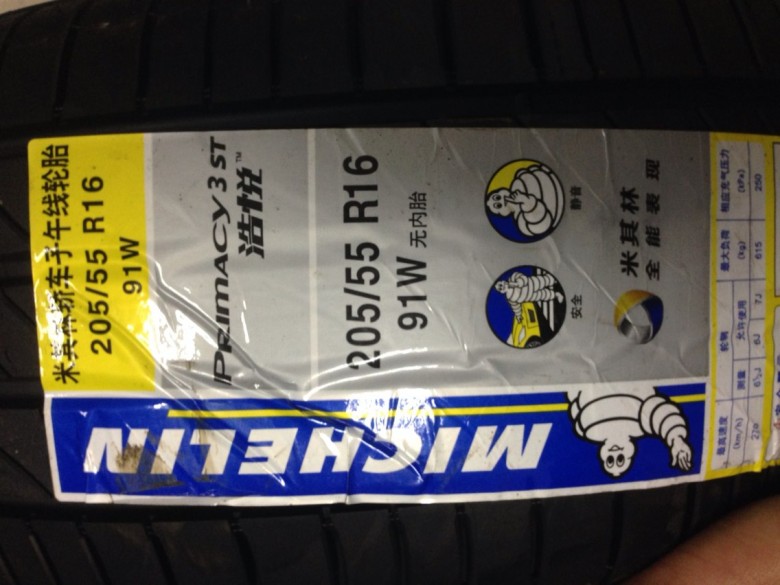 米其林轿车子午线轮胎
205/55 R16
91W
PRIMACY 3 ST™
浩悦
205/55 R16
91W 无内胎
静音
安全
米其林
全能表现
MICHELIN
最高速度 (km/h) 270
轮辋
测量 6½J
允许使用 6J 7J
最大负荷 (kg) 615
相应充气压力 (kPa) 250